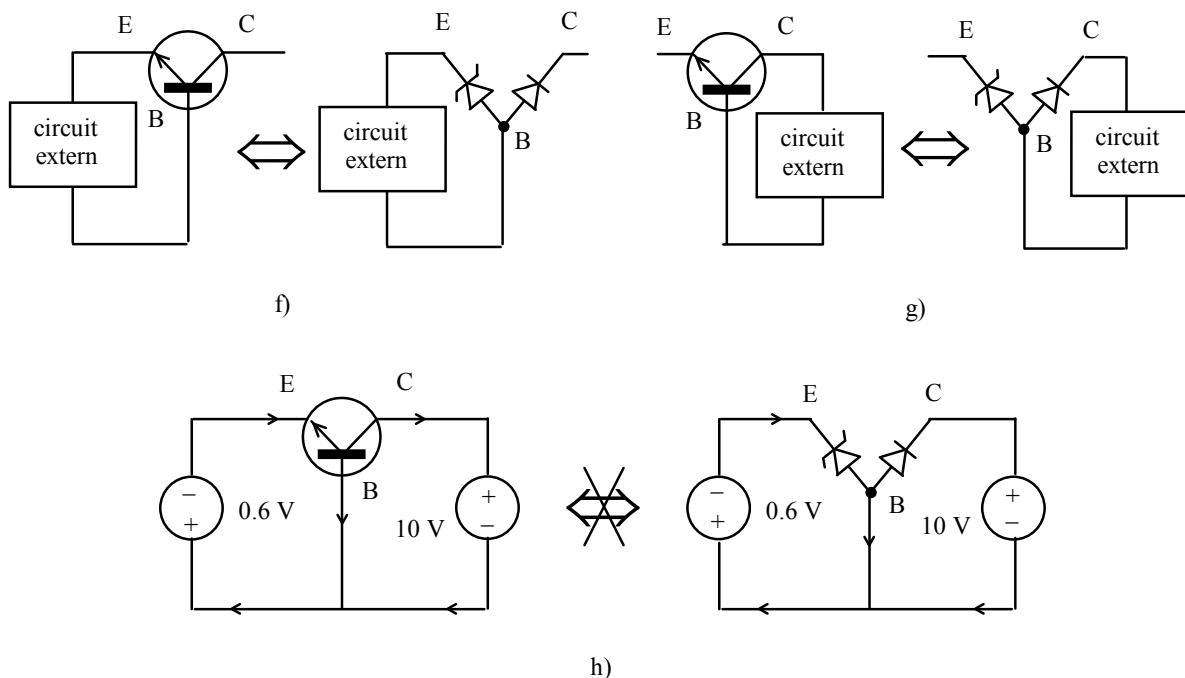 E C
B
circuit
extern
E C
B
circuit
extern
f)
E C
B
circuit
extern
E C
B
circuit
extern
g)
E C
B
−
+
0.6 V
10 V
+
−
E C
B
−
+
0.6 V
10 V
+
−
h)